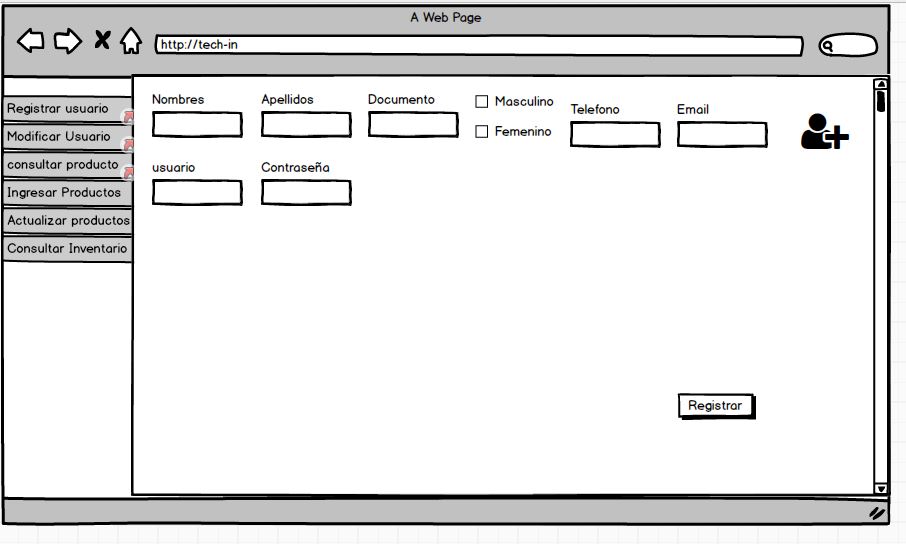 A Web Page
http://tech-in
Registrar usuario
Modificar Usuario
consultar producto
Ingresar Productos
Actualizar productos
Consultar Inventario
Nombres
Apellidos
Documento
Masculino
Femenino
Telefono
Email
usuario
Contraseña
Registrar